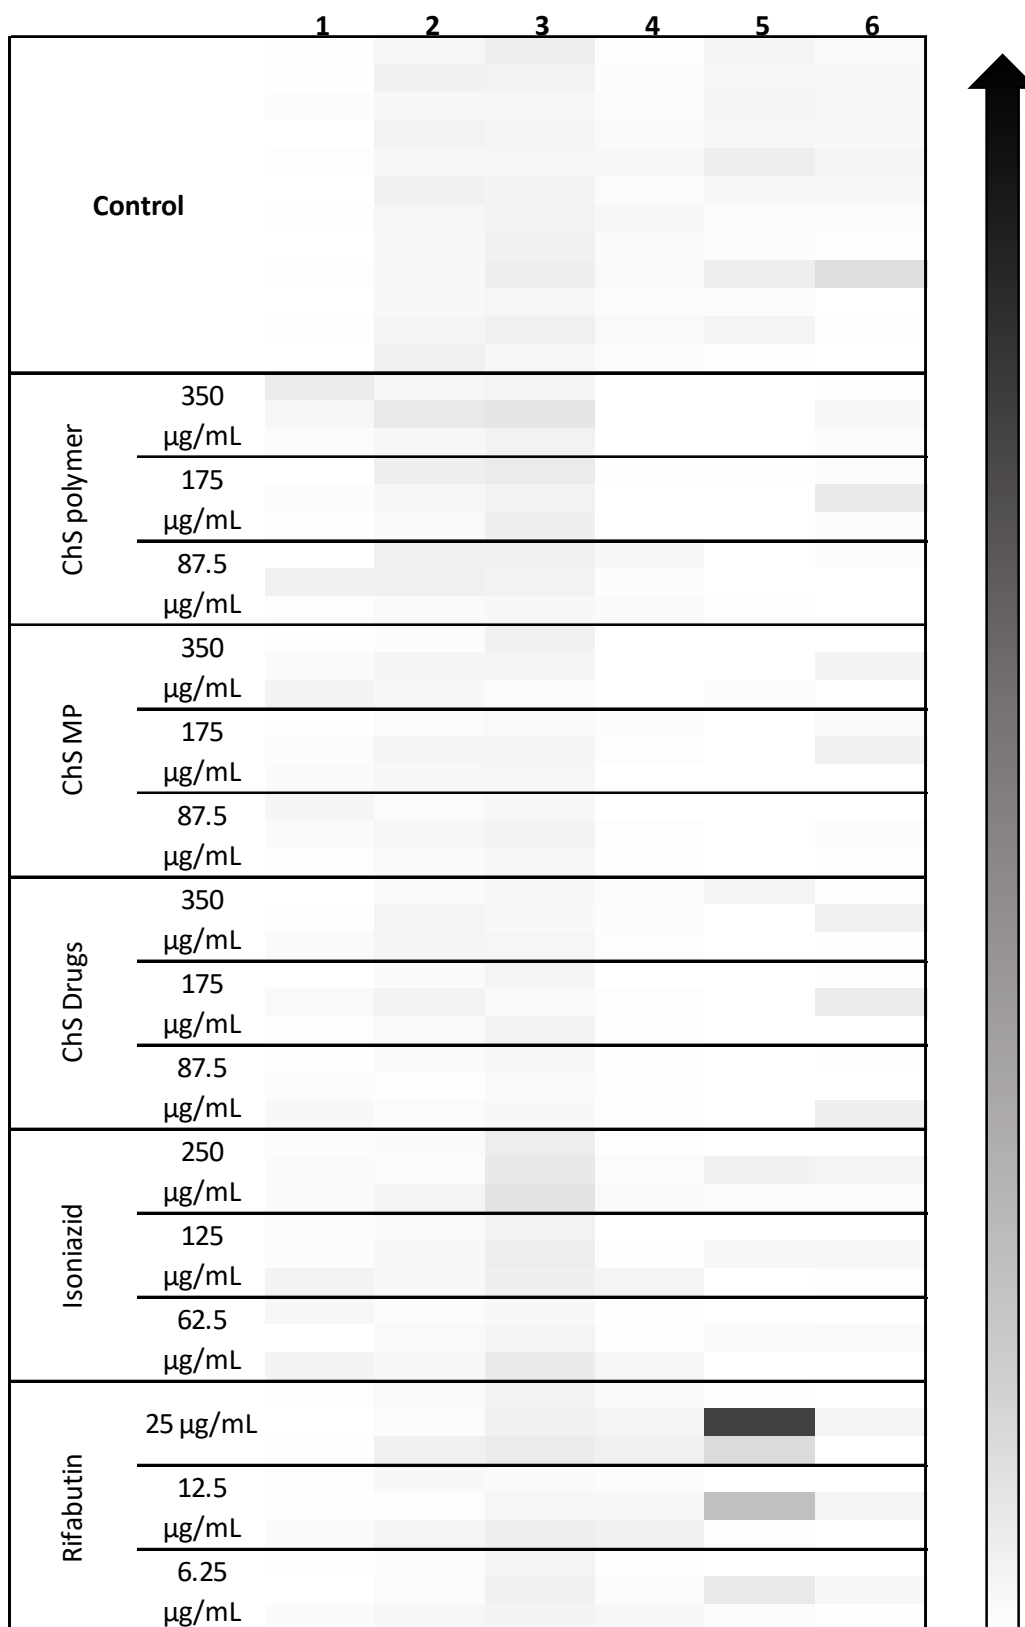 1 2 3 4 5 6
Control
ChS polymer
350
µg/mL
175
µg/mL
87.5
µg/mL
ChS MP
350
µg/mL
175
µg/mL
87.5
µg/mL
ChS Drugs
350
µg/mL
175
µg/mL
87.5
µg/mL
Isoniazid
250
µg/mL
125
µg/mL
62.5
µg/mL
Rifabutin
25 µg/mL
12.5
µg/mL
6.25
µg/mL